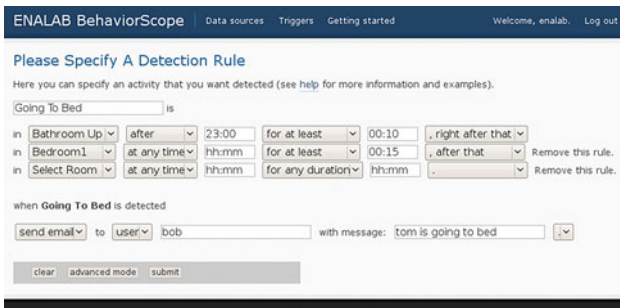 ENALAB BehaviorScope Data sources Triggers Getting started Welcome, enalab. Log out
Please Specify A Detection Rule
Here you can specify an activity that you want detected (see help for more information and examples).
Going To Bed is
in Bathroom Up after 23:00 for at least 00:10 , right after that
in Bedroom1 at any time hh:mm for at least 00:15 , after that Remove this rule.
in Select Room at any time hh:mm for any duration hh:mm . Remove this rule.
when Going To Bed is detected
send email to user bob with message: tom is going to bed .
clear advanced mode submit